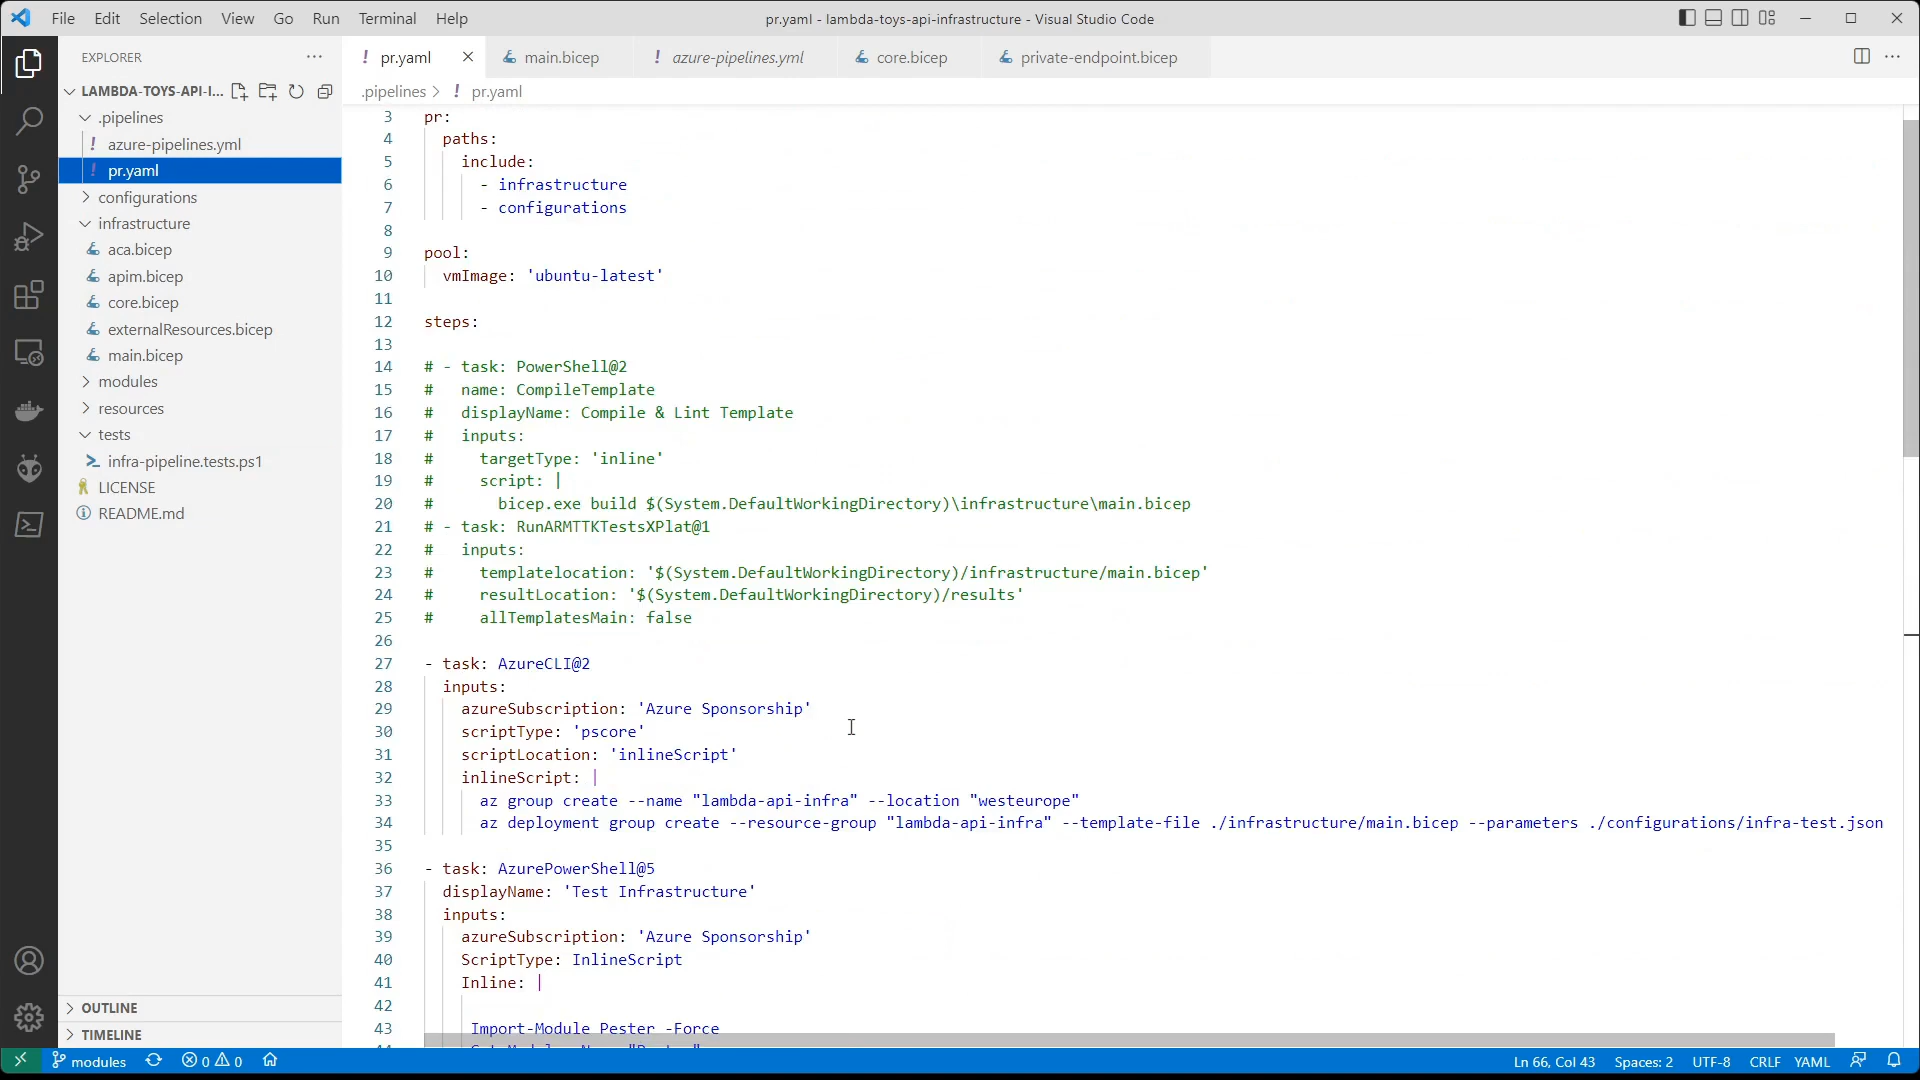 File Edit Selection View Go Run Terminal Help
pr.yaml - lambda-toys-api-infrastructure - Visual Studio Code
EXPLORER
LAMBDA-TOYS-API-I...
.pipelines
! azure-pipelines.yml
! pr.yaml
configurations
infrastructure
aca.bicep
apim.bicep
core.bicep
externalResources.bicep
main.bicep
modules
resources
tests
infra-pipeline.tests.ps1
LICENSE
README.md
OUTLINE
TIMELINE
! pr.yaml main.bicep ! azure-pipelines.yml core.bicep private-endpoint.bicep
.pipelines > ! pr.yaml
3 pr:
4 paths:
5 include:
6 - infrastructure
7 - configurations
8
9 pool:
10 vmImage: 'ubuntu-latest'
11
12 steps:
13
14 # - task: PowerShell@2
15 # name: CompileTemplate
16 # displayName: Compile & Lint Template
17 # inputs:
18 # targetType: 'inline'
19 # script: |
20 # bicep.exe build $(System.DefaultWorkingDirectory)\infrastructure\main.bicep
21 # - task: RunARMTTKTestsXPlat@1
22 # inputs:
23 # templatelocation: '$(System.DefaultWorkingDirectory)/infrastructure/main.bicep'
24 # resultLocation: '$(System.DefaultWorkingDirectory)/results'
25 # allTemplatesMain: false
26
27 - task: AzureCLI@2
28 inputs:
29 azureSubscription: 'Azure Sponsorship'
30 scriptType: 'pscore'
31 scriptLocation: 'inlineScript'
32 inlineScript: |
33 az group create --name "lambda-api-infra" --location "westeurope"
34 az deployment group create --resource-group "lambda-api-infra" --template-file ./infrastructure/main.bicep --parameters ./configurations/infra-test.json
35
36 - task: AzurePowerShell@5
37 displayName: 'Test Infrastructure'
38 inputs:
39 azureSubscription: 'Azure Sponsorship'
40 ScriptType: InlineScript
41 Inline: |
42
43 Import-Module Pester -Force
modules 0 0 Ln 66, Col 43 Spaces: 2 UTF-8 CRLF YAML